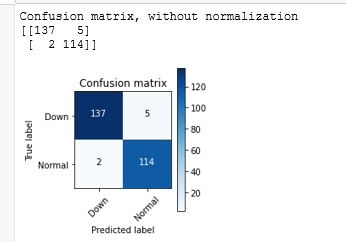 Confusion matrix, without normalization
[[137   5]
 [  2 114]]
Confusion matrix
True label
Down
Normal
137
5
2
114
Down
Normal
Predicted label
120
100
80
60
40
20